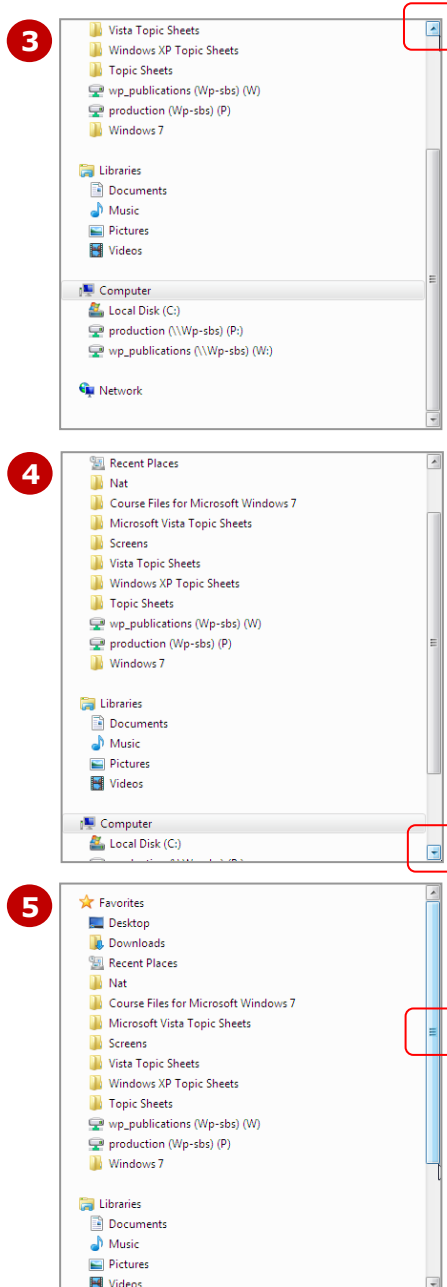 3
Vista Topic Sheets
Windows XP Topic Sheets
Topic Sheets
wp_publications (Wp-sbs) (W)
production (Wp-sbs) (P)
Windows 7
Libraries
Documents
Music
Pictures
Videos
Computer
Local Disk (C:)
production (\\Wp-sbs) (P:)
wp_publications (\\Wp-sbs) (W:)
Network
4
Recent Places
Nat
Course Files for Microsoft Windows 7
Microsoft Vista Topic Sheets
Screens
Vista Topic Sheets
Windows XP Topic Sheets
Topic Sheets
wp_publications (Wp-sbs) (W)
production (Wp-sbs) (P)
Windows 7
Libraries
Documents
Music
Pictures
Videos
Computer
Local Disk (C:)
5
Favorites
Desktop
Downloads
Recent Places
Nat
Course Files for Microsoft Windows 7
Microsoft Vista Topic Sheets
Screens
Vista Topic Sheets
Windows XP Topic Sheets
Topic Sheets
wp_publications (Wp-sbs) (W)
production (Wp-sbs) (P)
Windows 7
Libraries
Documents
Music
Pictures
Videos